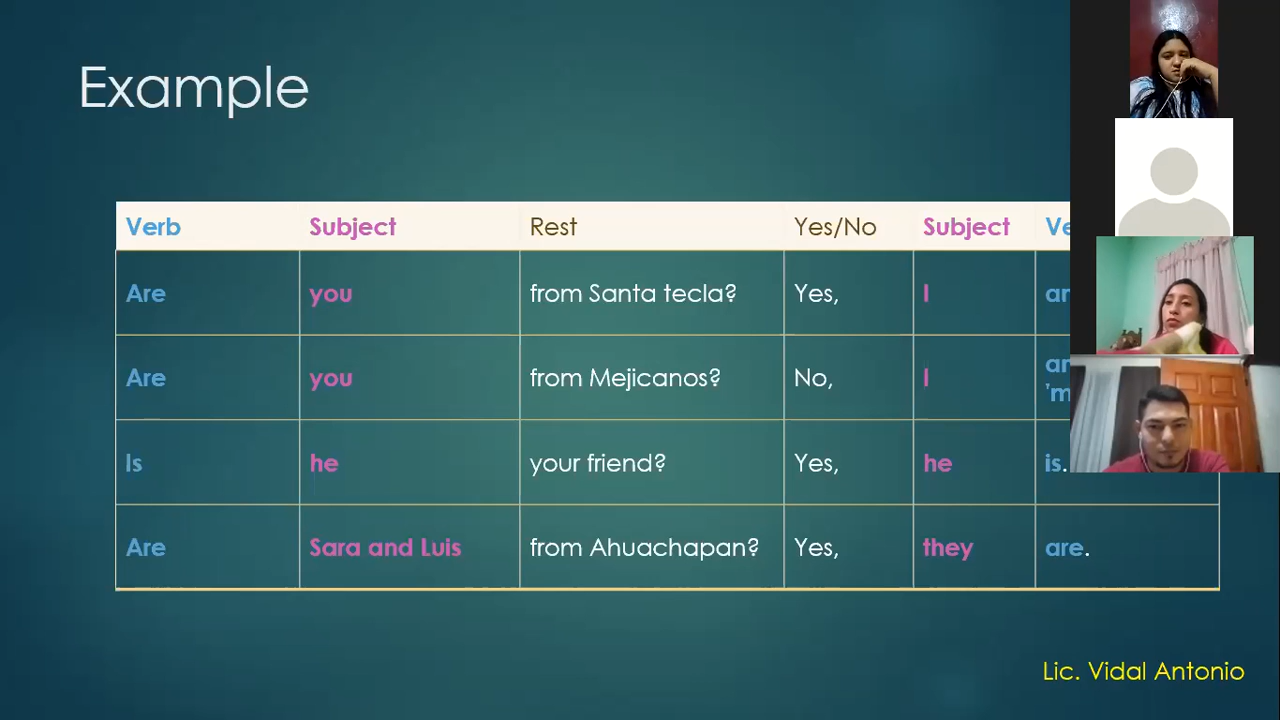 Example
Verb Subject Rest Yes/No Subject
Are you from Santa tecla? Yes, I
Are you from Mejicanos? No, I
'm
Is he your friend? Yes, he is.
Are Sara and Luis from Ahuachapan? Yes, they are.
Lic. Vidal Antonio